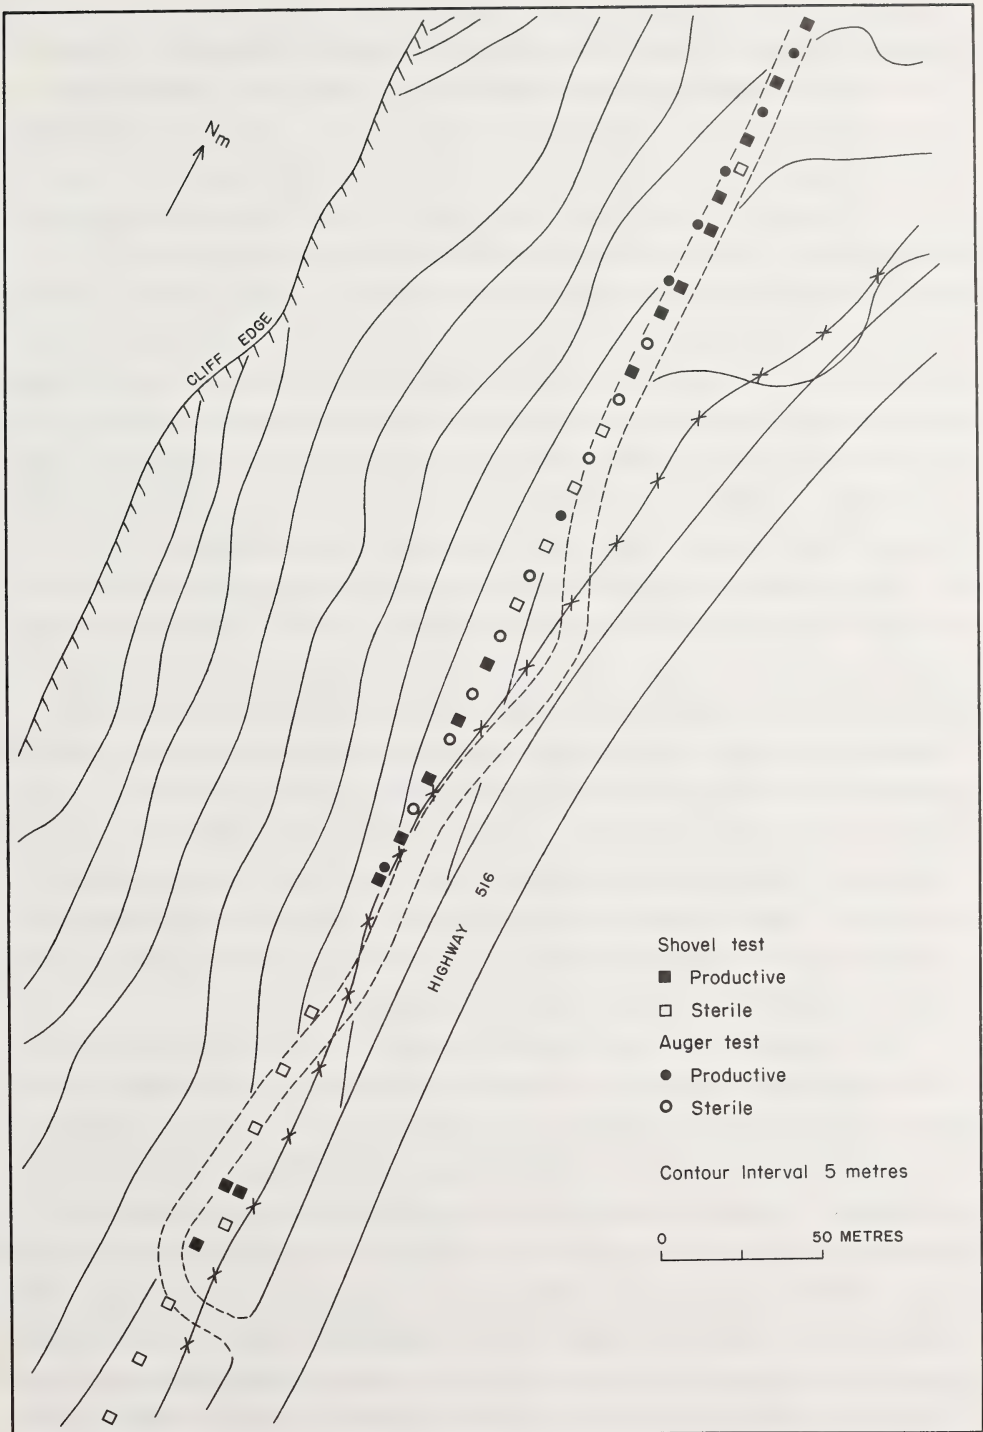 Nm
CLIFF EDGE
HIGHWAY 516
Shovel test
Productive
Sterile
Auger test
Productive
Sterile
Contour Interval 5 metres
0 50 METRES